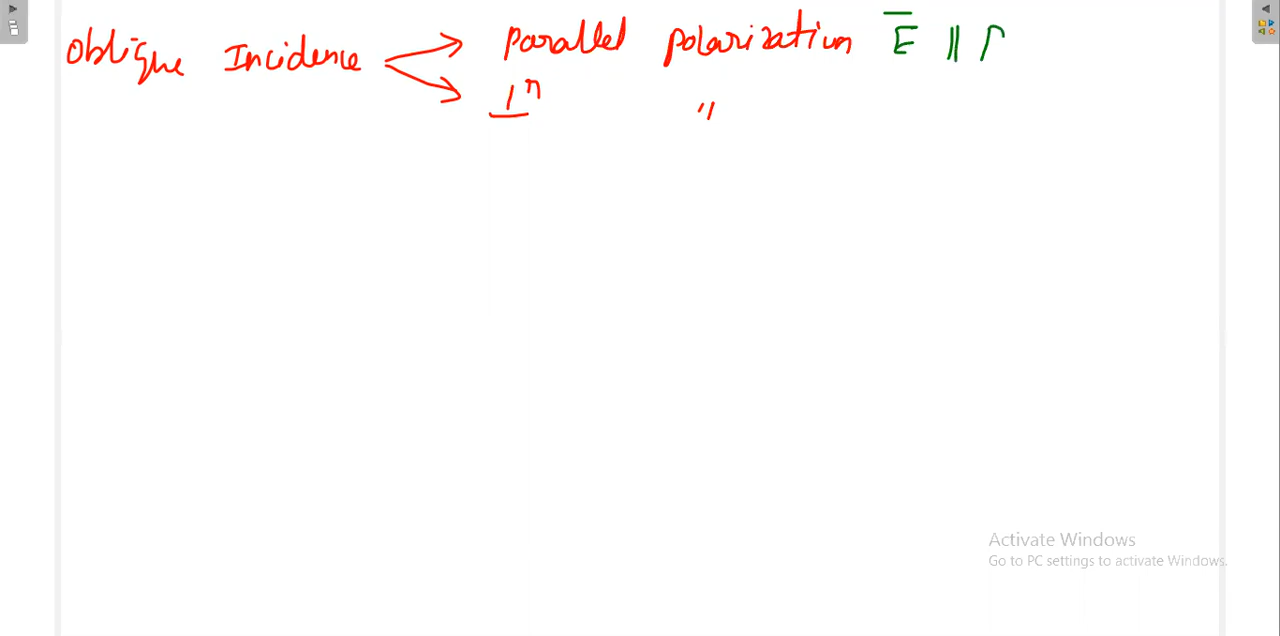 Oblique Incidence parallel polarization E̅ ||
⊥ⁿ "
Activate Windows
Go to PC settings to activate Windows.